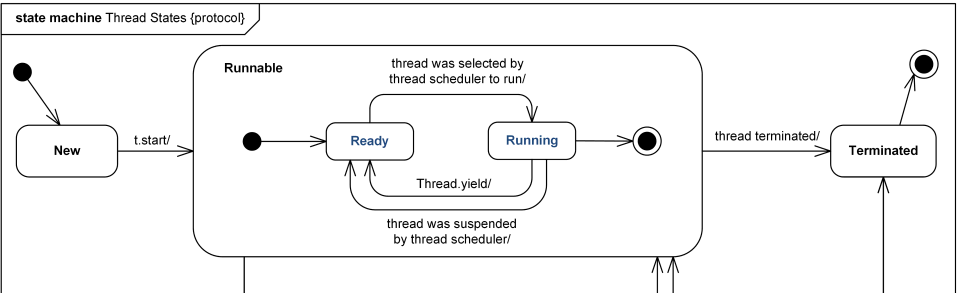 state machine Thread States {protocol}
Runnable
thread was selected by
thread scheduler to run/
New
t.start/
Ready
Running
thread terminated/
Terminated
Thread.yield/
thread was suspended
by thread scheduler/